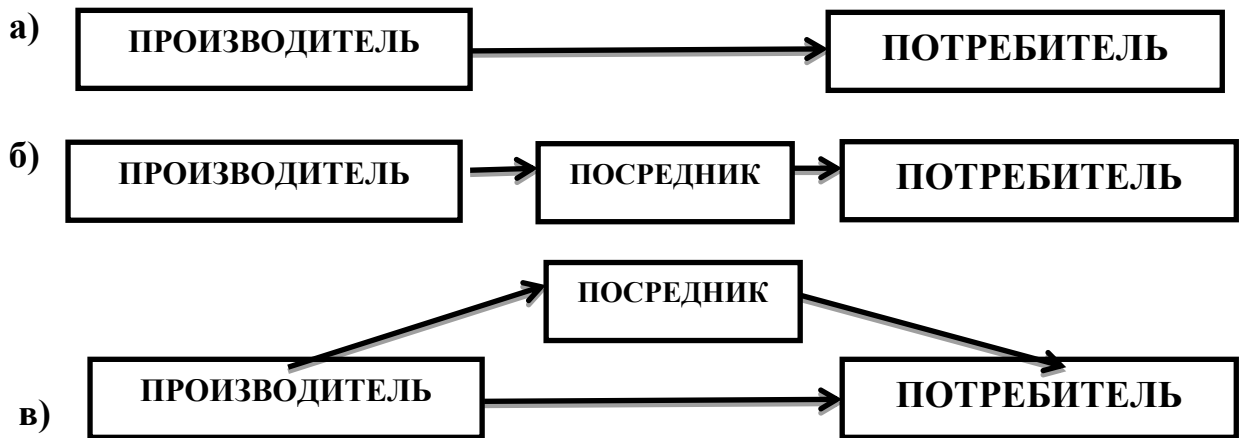 а) ПРОИЗВОДИТЕЛЬ ПОТРЕБИТЕЛЬ
б) ПРОИЗВОДИТЕЛЬ ПОСРЕДНИК ПОТРЕБИТЕЛЬ
ПОСРЕДНИК
в) ПРОИЗВОДИТЕЛЬ ПОТРЕБИТЕЛЬ